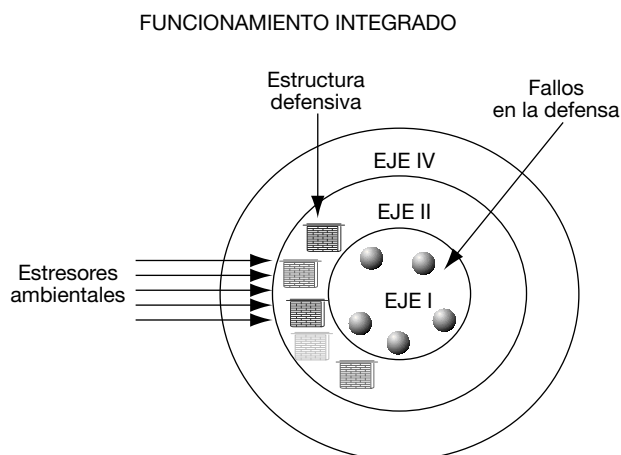 FUNCIONAMIENTO INTEGRADO
Estructura
defensiva
Fallos
en la defensa
EJE IV
EJE II
EJE I
Estresores
ambientales